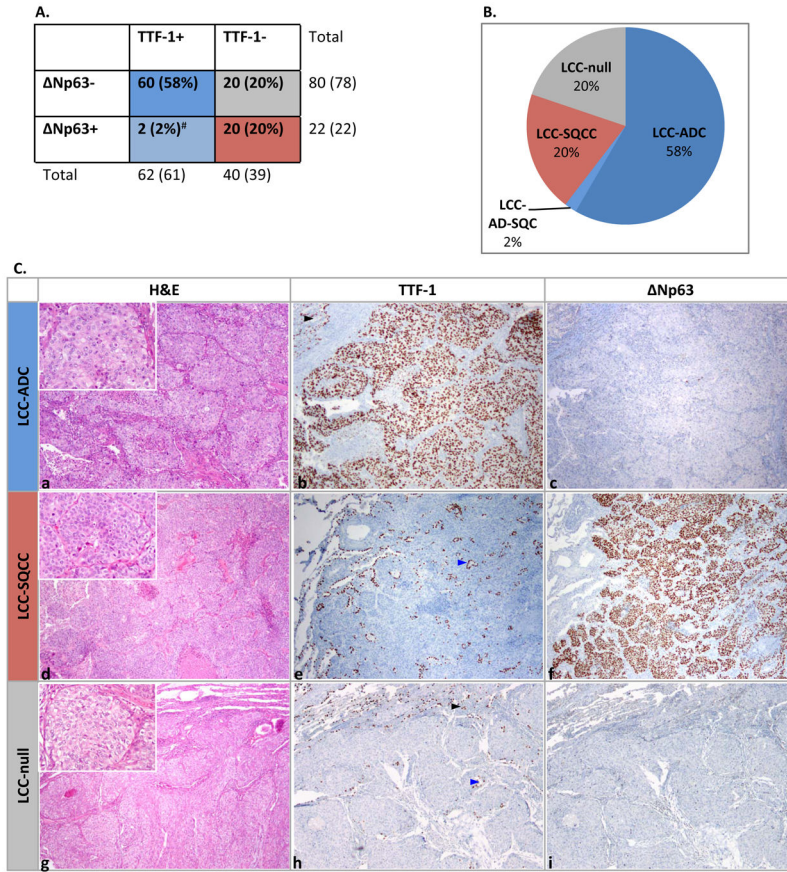 A.
TTF-1+ TTF-1- Total
ΔNp63- 60 (58%) 20 (20%) 80 (78)
ΔNp63+ 2 (2%)# 20 (20%) 22 (22)
Total 62 (61) 40 (39)
B.
LCC-null
20%
LCC-SQCC
20%
LCC-ADC
58%
LCC-
AD-SQC
2%
C.
H&E TTF-1 ΔNp63
LCC-ADC
a b c
LCC-SQCC
d e f
LCC-null
g h i